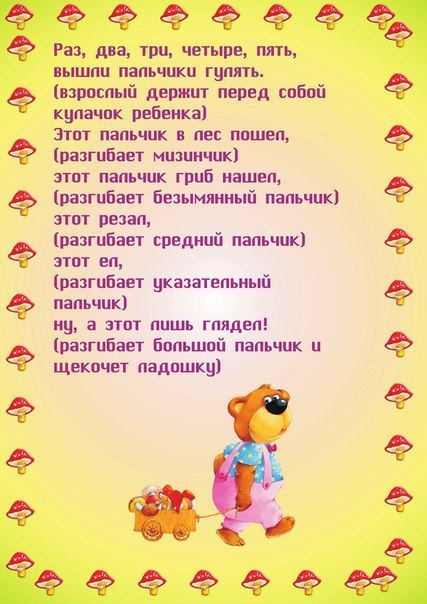 Раз, два, три, четыре, пять,
вышли пальчики гулять.
(взрослый держит перед собой
кулачок ребенка)
Этот пальчик в лес пошел,
(разгибает мизинчик)
этот пальчик гриб нашел,
(разгибает безымянный пальчик)
этот резал,
(разгибает средний пальчик)
этот ел,
(разгибает указательный
пальчик)
ну, а этот лишь глядел!
(разгибает большой пальчик и
щекочет ладошку)